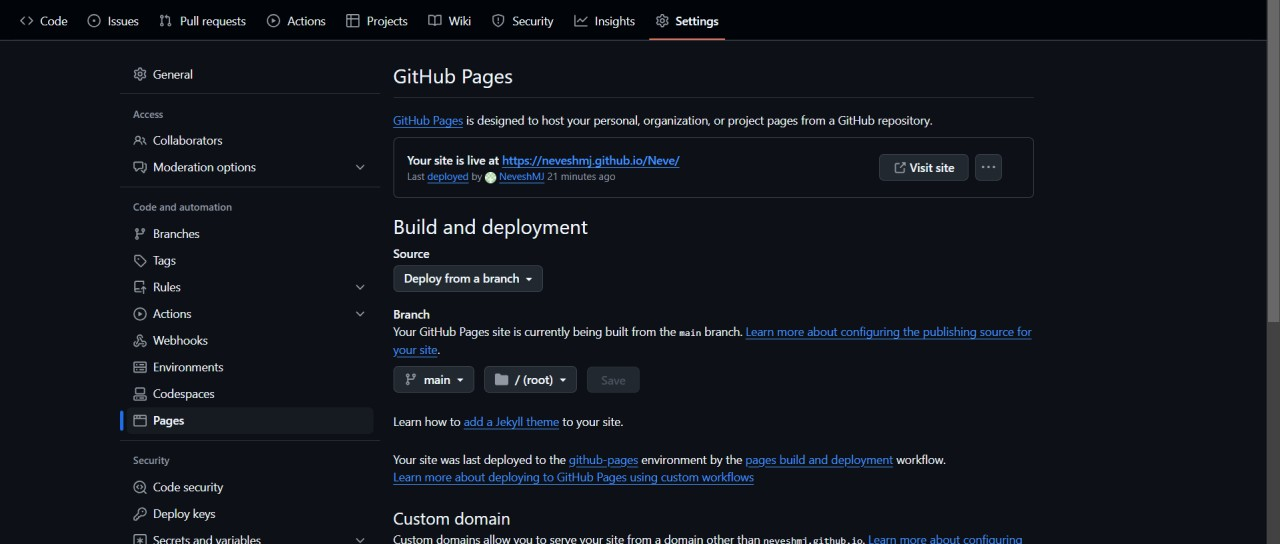 Code Issues Pull requests Actions Projects Wiki Security Insights Settings
General
Access
Collaborators
Moderation options
Code and automation
Branches
Tags
Rules
Actions
Webhooks
Environments
Codespaces
Pages
Security
Code security
Deploy keys
Secrets and variables
GitHub Pages
GitHub Pages is designed to host your personal, organization, or project pages from a GitHub repository.
Your site is live at https://neveshmj.github.io/Neve/
Last deployed by NeveshMJ 21 minutes ago
Visit site
Build and deployment
Source
Deploy from a branch
Branch
Your GitHub Pages site is currently being built from the main branch. Learn more about configuring the publishing source for
your site.
main / (root) Save
Learn how to add a Jekyll theme to your site.
Your site was last deployed to the github-pages environment by the pages build and deployment workflow.
Learn more about deploying to GitHub Pages using custom workflows
Custom domain
Custom domains allow you to serve your site from a domain other than neveshmj.github.io. Learn more about configuring